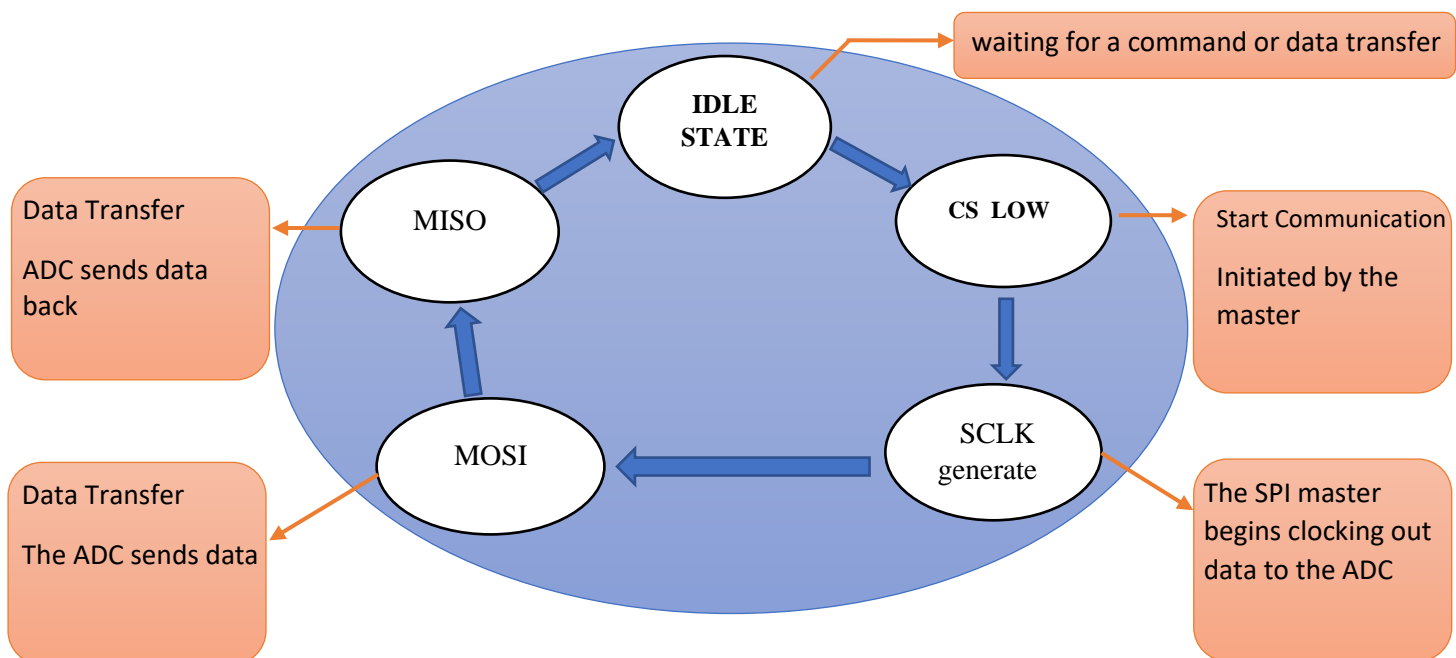 waiting for a command or data transfer
IDLE
STATE
CS LOW
Start Communication
Initiated by the
master
SCLK
generate
The SPI master
begins clocking out
data to the ADC
MOSI
Data Transfer
The ADC sends data
MISO
Data Transfer
ADC sends data
back